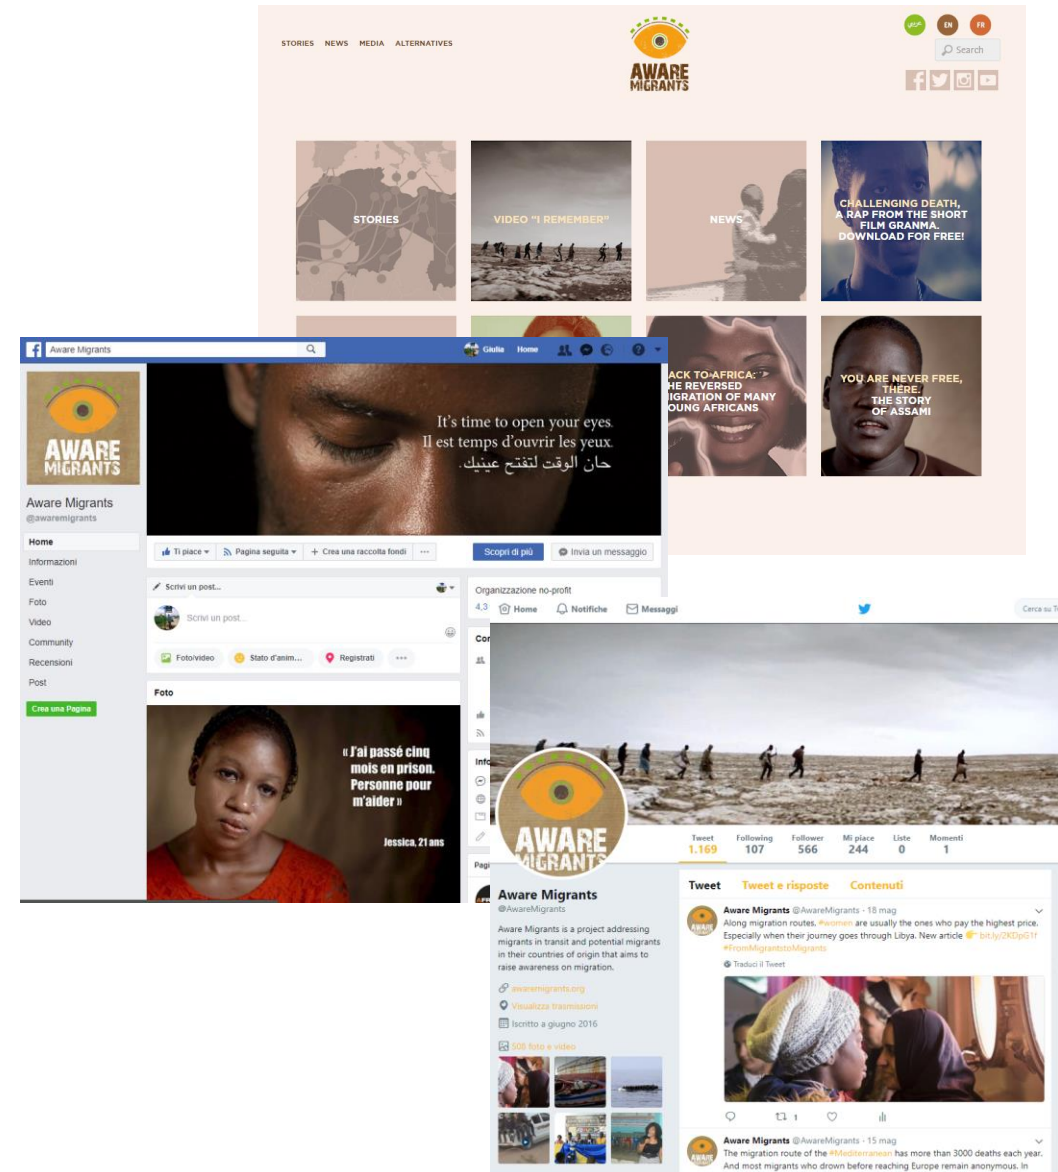 STORIES NEWS MEDIA ALTERNATIVES
AWARE
MIGRANTS
عربي EN FR
Search
STORIES
VIDEO "I REMEMBER"
NEWS
CHALLENGING DEATH,
A RAP FROM THE SHORT
FILM GRANMA.
DOWNLOAD FOR FREE!
ACK TO AFRICA:
HE REVERSED
IGRATION OF MANY
OUNG AFRICANS
YOU ARE NEVER FREE,
THERE.
THE STORY
OF ASSAMI
Aware Migrants
Giulia Home
AWARE
MIGRANTS
Aware Migrants
@awaremigrants
Home
Informazioni
Eventi
Foto
Video
Community
Recensioni
Post
Crea una Pagina
It's time to open your eyes.
Il est temps d'ouvrir les yeux.
حان الوقت لتفتح عينيك.
Ti piace Pagina seguita + Crea una raccolta fondi ...
Scopri di più Invia un messaggio
Scrivi un post...
Scrivi un post...
Foto/video Stato d'anim... Registrati ...
Foto
« J'ai passé cinq
mois en prison.
Personne pour
m'aider »
Jessica, 21 ans
Organizzazione no-profit
4,3
Home Notifiche Messaggi
Cerca su
AWARE
MIGRANTS
Tweet Following Follower Mi piace Liste Momenti
1.169 107 566 244 0 1
Aware Migrants
@AwareMigrants
Aware Migrants is a project addressing
migrants in transit and potential migrants
in their countries of origin that aims to
raise awareness on migration.
awaremigrants.org
Visualizza trasmissioni
Iscritto a giugno 2016
508 foto e video
Tweet Tweet e risposte Contenuti
Aware Migrants @AwareMigrants · 18 mag
Along migration routes, #women are usually the ones who pay the highest price.
Especially when their journey goes through Libya. New article bit.ly/2KDpG1f
#FromMigrantstoMigrants
Traduci il Tweet
1
Aware Migrants @AwareMigrants · 15 mag
The migration route of the #Mediterranean has more than 3000 deaths each year.
And most migrants who drown before reaching Europe remain anonymous. In